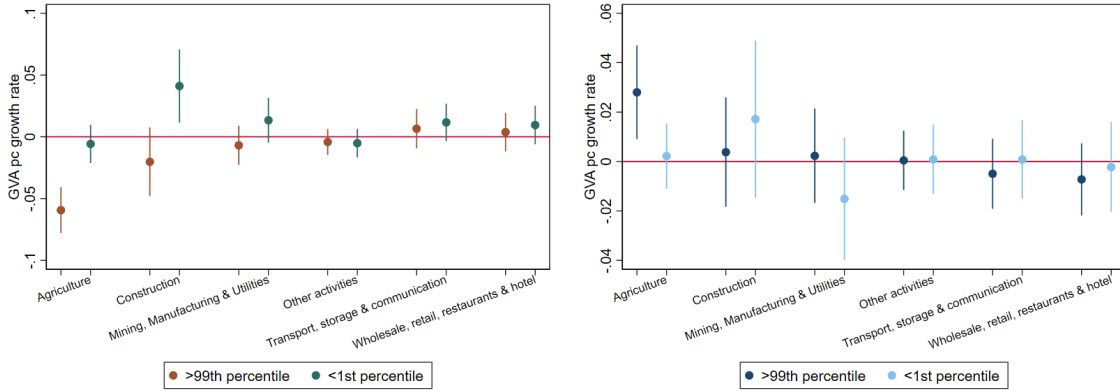 GVA pc growth rate
.1
.05
0
-.05
-.1
Agriculture
Construction
Mining, Manufacturing & Utilities
Other activities
Transport, storage & communication
Wholesale, retail, restaurants & hotel
>99th percentile
<1st percentile
GVA pc growth rate
.06
.04
.02
0
-.02
-.04
Agriculture
Construction
Mining, Manufacturing & Utilities
Other activities
Transport, storage & communication
Wholesale, retail, restaurants & hotel
>99th percentile
<1st percentile